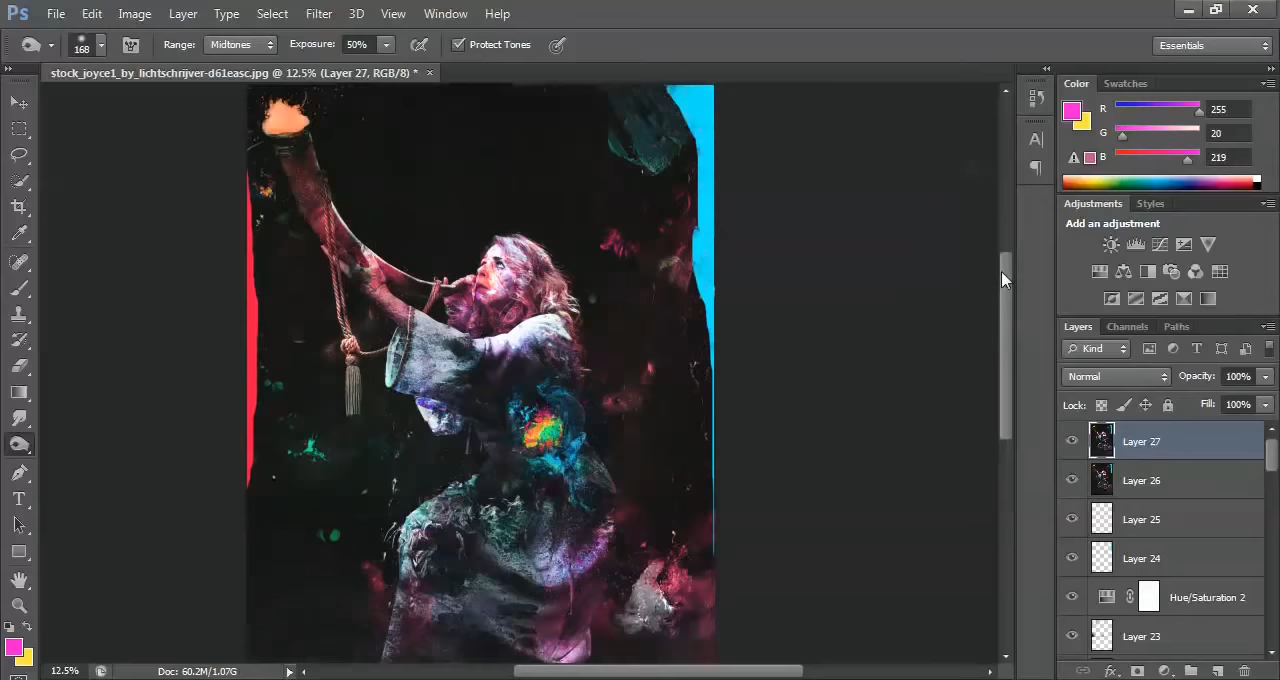 Ps File Edit Image Layer Type Select Filter 3D View Window Help
168 Range: Midtones Exposure: 50% Protect Tones Essentials
stock_joyce1_by_lichtschrijver-d61easc.jpg @ 12.5% (Layer 27, RGB/8) * ×
Color Swatches
R 255
G 20
B 219
Adjustments Styles
Add an adjustment
Layers Channels Paths
Kind
Normal Opacity: 100%
Lock: Fill: 100%
Layer 27
Layer 26
Layer 25
Layer 24
Hue/Saturation 2
Layer 23
12.5% Doc: 60.2M/1.07G